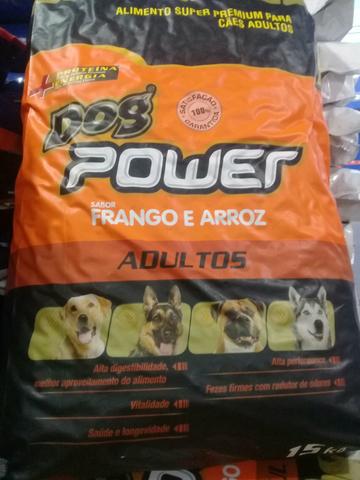 ALIMENTO SUPER PREMIUM PARA
CÃES ADULTOS
+ PROTEÍNA
ENERGIA
SATISFAÇÃO
100%
GARANTIDA
DOG
POWER
SABOR
FRANGO E ARROZ
ADULTOS
Alta digestibilidade,
melhor aproveitamento do alimento
Vitalidade
Saúde e longevidade
Alta performance
Fezes firmes com redutor de odores
15 kg
FRANGO